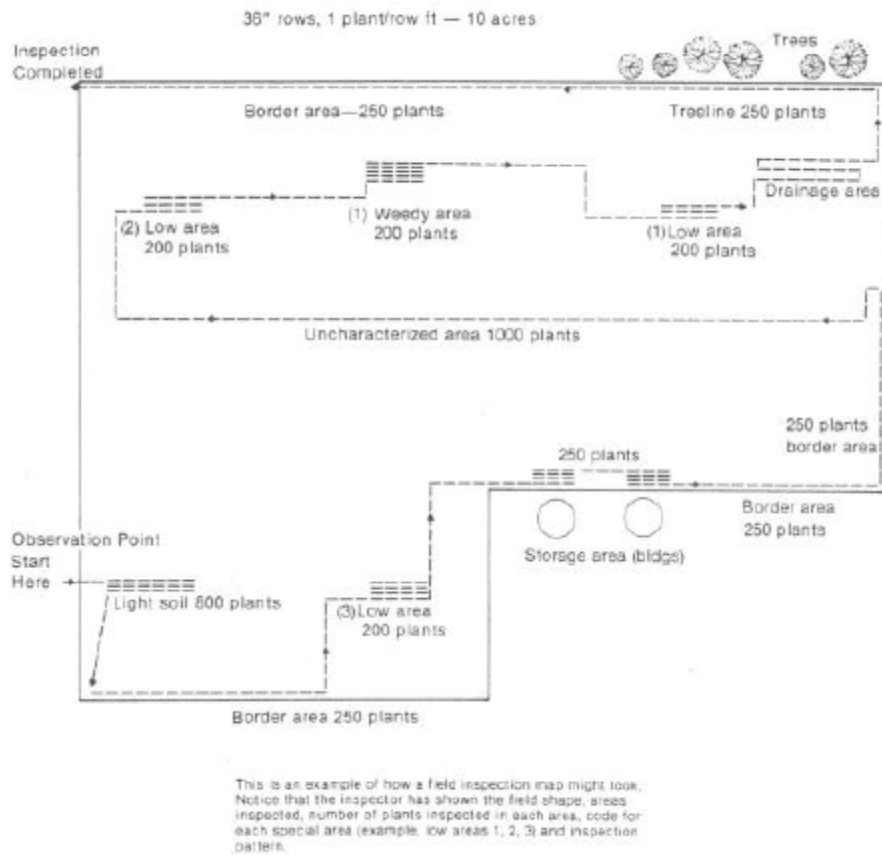 36" rows, 1 plant/row ft — 10 acres
Trees
Inspection
Completed
Border area—250 plants
Treeline 250 plants
Drainage area
(2) Low area
200 plants
(1) Weedy area
200 plants
(1) Low area
200 plants
Uncharacterized area 1000 plants
250 plants
border area
250 plants
Border area
250 plants
Storage area (bldgs)
Observation Point
Start
Here
Light soil 800 plants
(3) Low area
200 plants
Border area 250 plants
This is an example of how a field inspection map might look.
Notice that the inspector has shown the field shape, areas
inspected, number of plants inspected in each area, code for
each special area (example, low areas 1, 2, 3) and inspection
pattern.